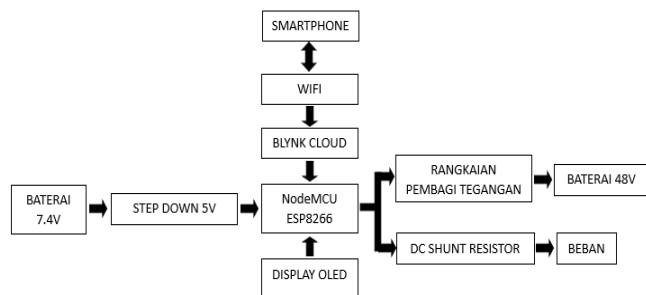 SMARTPHONE
WIFI
BLYNK CLOUD
BATERAI
7.4V
STEP DOWN 5V
NodeMCU
ESP8266
RANGKAIAN
PEMBAGI TEGANGAN
BATERAI 48V
DC SHUNT RESISTOR
BEBAN
DISPLAY OLED